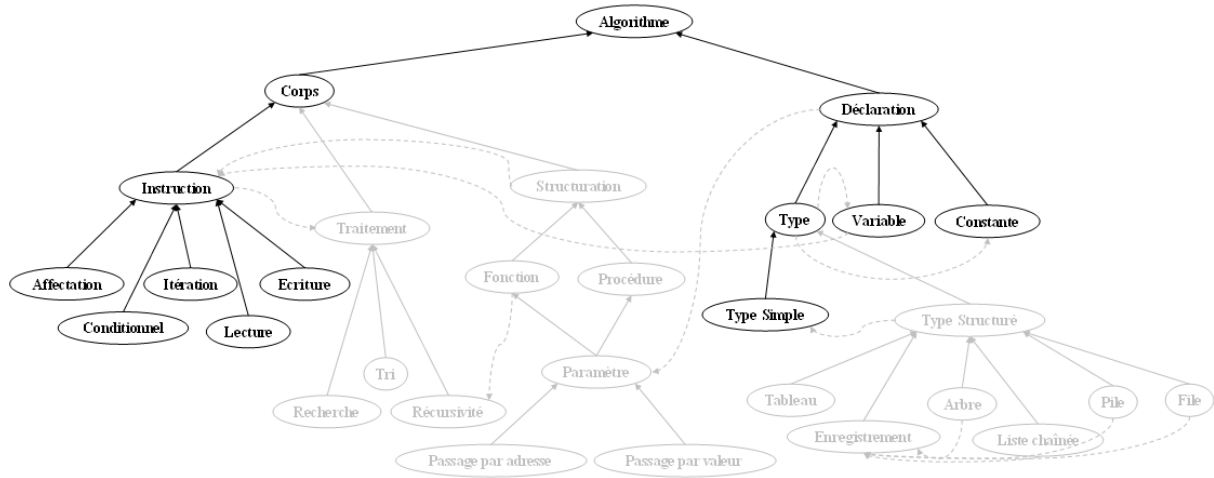 Algorithme
Corps
Déclaration
Instruction
Structuration
Type
Variable
Constante
Traitement
Affectation
Itération
Ecriture
Fonction
Procédure
Conditionnel
Lecture
Type Simple
Type Structuré
Tri
Paramètre
Recherche
Récursivité
Tableau
Arbre
Pile
File
Enregistrement
Liste chaînée
Passage par adresse
Passage par valeur